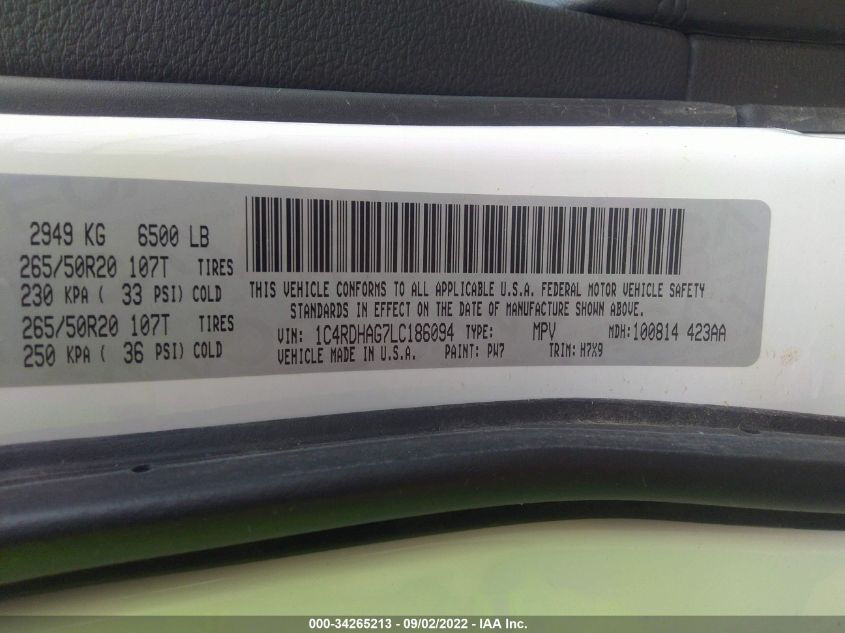 2949 KG 6500 LB
265/50R20 107T TIRES
230 KPA ( 33 PSI) COLD
265/50R20 107T TIRES
250 KPA ( 36 PSI) COLD
THIS VEHICLE CONFORMS TO ALL APPLICABLE U.S.A. FEDERAL MOTOR VEHICLE SAFETY
STANDARDS IN EFFECT ON THE DATE OF MANUFACTURE SHOWN ABOVE.
VIN: 1C4RDHAG7LC186094 TYPE: MPV MDH:100814 423AA
VEHICLE MADE IN U.S.A. PAINT: PW7 TRIM: H7X9
000-34265213 - 09/02/2022 - IAA Inc.